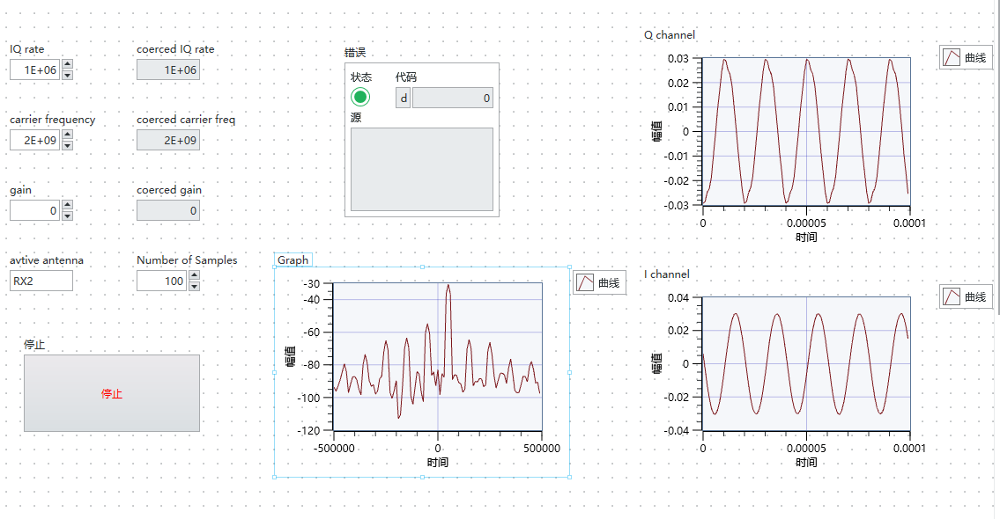 IQ rate
1E+06
coerced IQ rate
1E+06
carrier frequency
2E+09
coerced carrier freq
2E+09
gain
0
coerced gain
0
avtive antenna
RX2
Number of Samples
100
停止
停止
错误
状态
代码
d
0
源
Graph
曲线
幅值
-30
-40
-60
-80
-100
-120
-500000
0
500000
时间
Q channel
曲线
幅值
0.03
0.02
0.01
0
-0.01
-0.02
-0.03
0
0.00005
0.0001
时间
I channel
曲线
幅值
0.04
0.02
0
-0.02
-0.04
0
0.00005
0.0001
时间